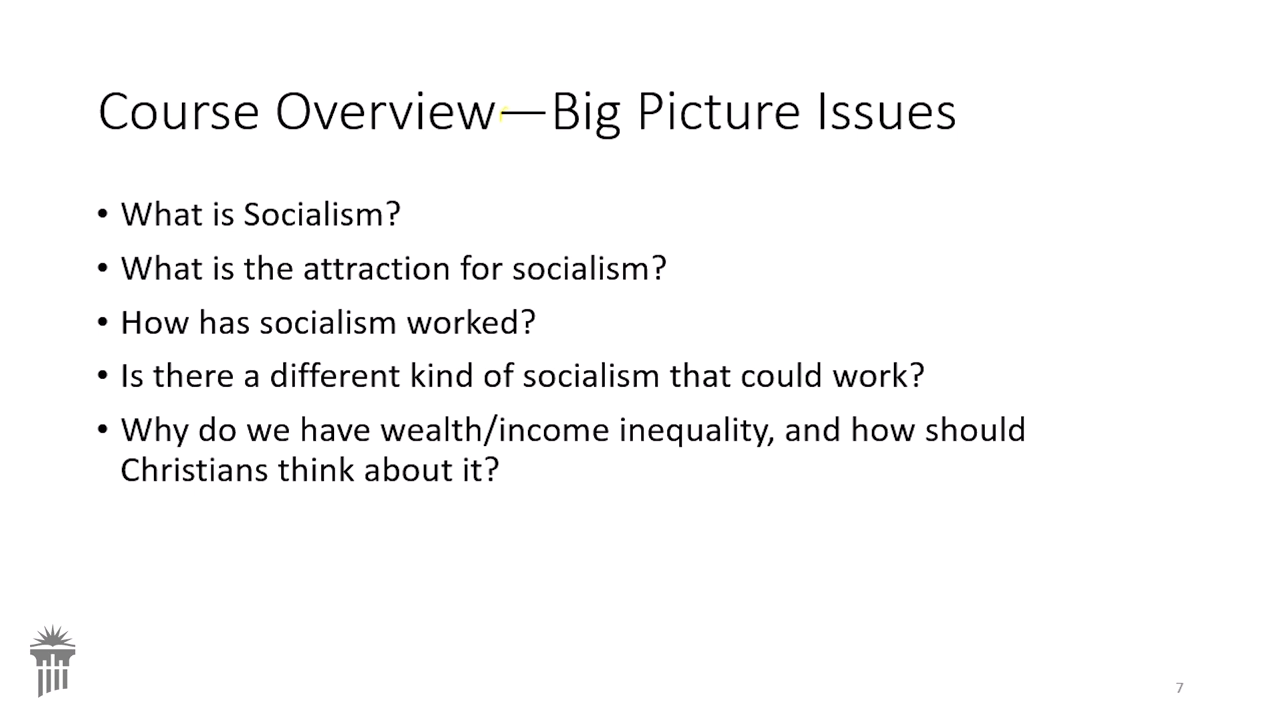 Course Overview—Big Picture Issues
• What is Socialism?
• What is the attraction for socialism?
• How has socialism worked?
• Is there a different kind of socialism that could work?
• Why do we have wealth/income inequality, and how should
Christians think about it?
7